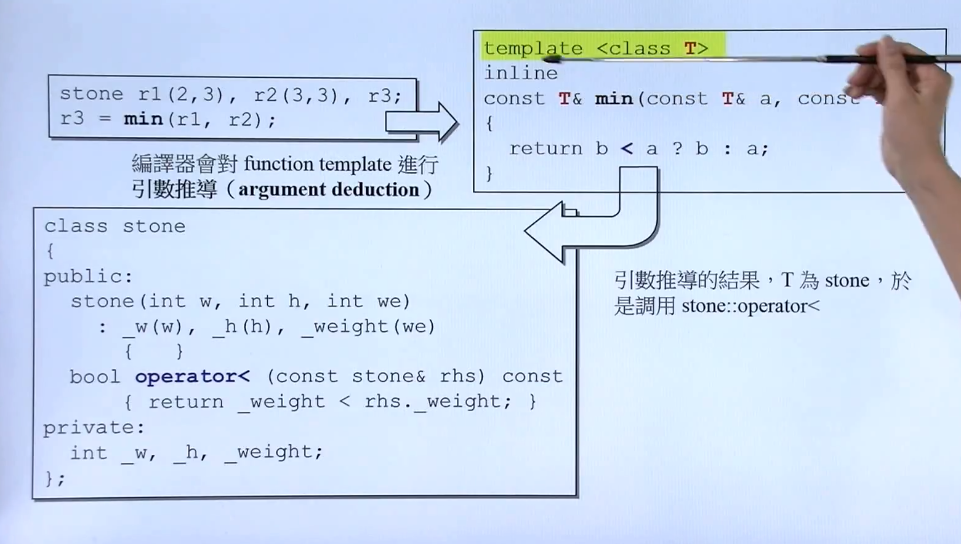 template <class T>
inline
const T& min(const T& a, const
{
return b < a ? b : a;
}
stone r1(2,3), r2(3,3), r3;
r3 = min(r1, r2);
編譯器會對 function template 進行
引數推導（argument deduction）
class stone
{
public:
stone(int w, int h, int we)
: _w(w), _h(h), _weight(we)
{ }
bool operator< (const stone& rhs) const
{ return _weight < rhs._weight; }
private:
int _w, _h, _weight;
};
引數推導的結果，T 為 stone，於
是調用 stone::operator<